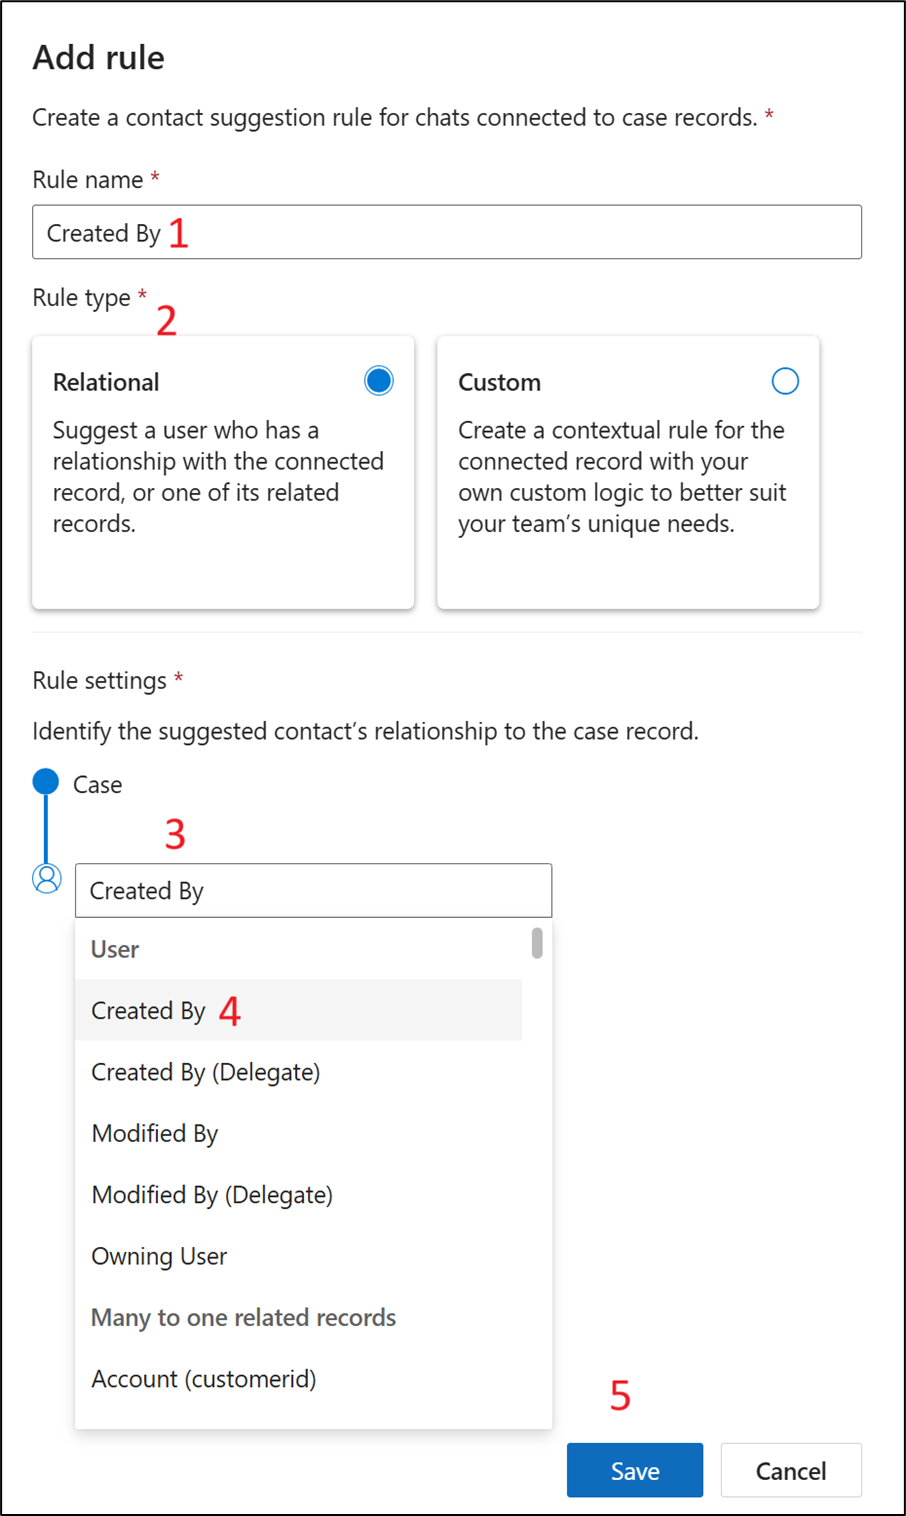 Add rule
Create a contact suggestion rule for chats connected to case records. *
Rule name *
Created By 1
Rule type *
2
Relational
Suggest a user who has a
relationship with the connected
record, or one of its related
records.
Custom
Create a contextual rule for the
connected record with your
own custom logic to better suit
your team’s unique needs.
Rule settings *
Identify the suggested contact’s relationship to the case record.
Case
3
Created By
User
Created By 4
Created By (Delegate)
Modified By
Modified By (Delegate)
Owning User
Many to one related records
Account (customerid)
5
Save
Cancel